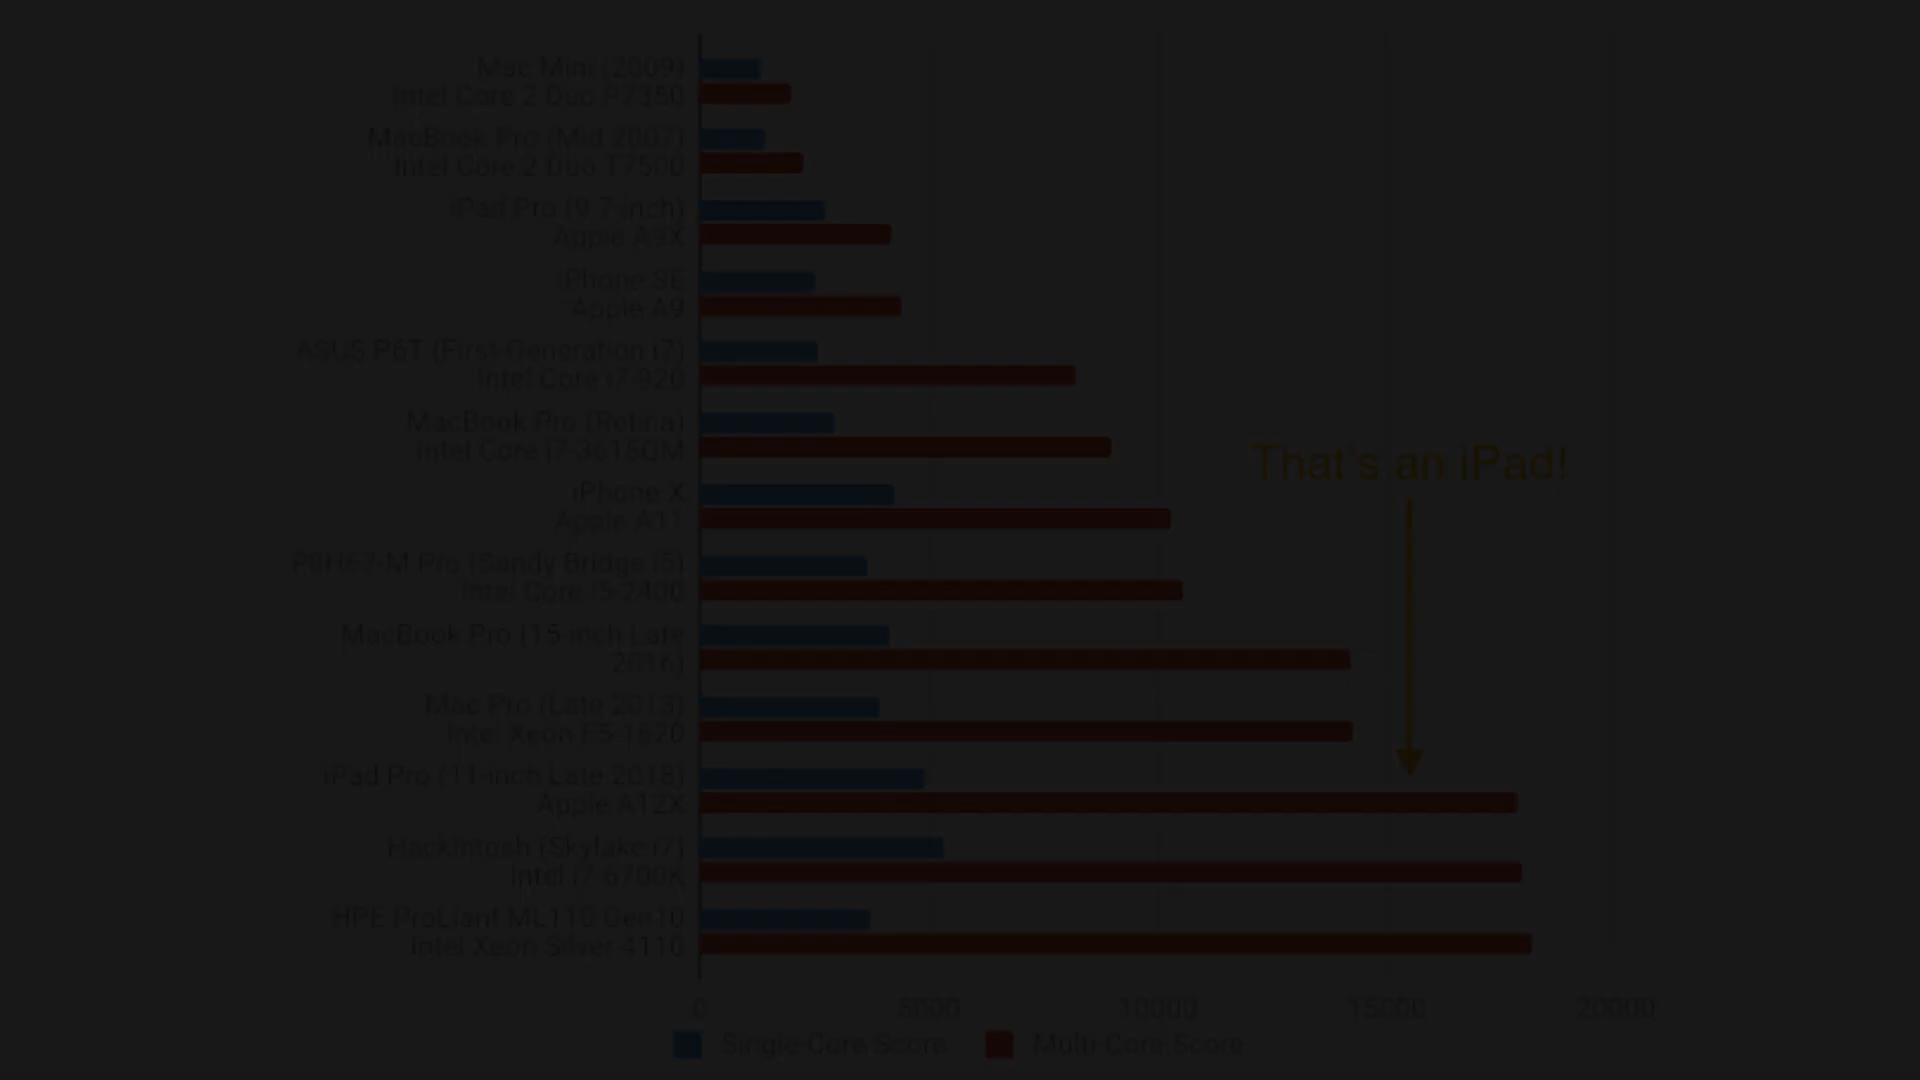 Mac Mini (2009)
Intel Core 2 Duo P7350
MacBook Pro (Mid 2007)
Intel Core 2 Duo T7500
iPad Pro (9.7-inch)
Apple A9X
iPhone SE
Apple A9
ASUS P6T (First-Generation i7)
Intel Core i7-920
MacBook Pro (Retina)
Intel Core i7-3615QM
iPhone X
Apple A11
P8H67-M Pro (Sandy Bridge i5)
Intel Core i5-2400
MacBook Pro (15-inch Late
2016)
Mac Pro (Late 2013)
Intel Xeon E5-1620
iPad Pro (11-inch Late 2018)
Apple A12X
Hackintosh (Skylake i7)
Intel i7-6700K
HPE ProLiant ML110 Gen10
Intel Xeon Silver 4110
That's an iPad!
0 5000 10000 15000 20000
Single-Core Score Multi-Core Score